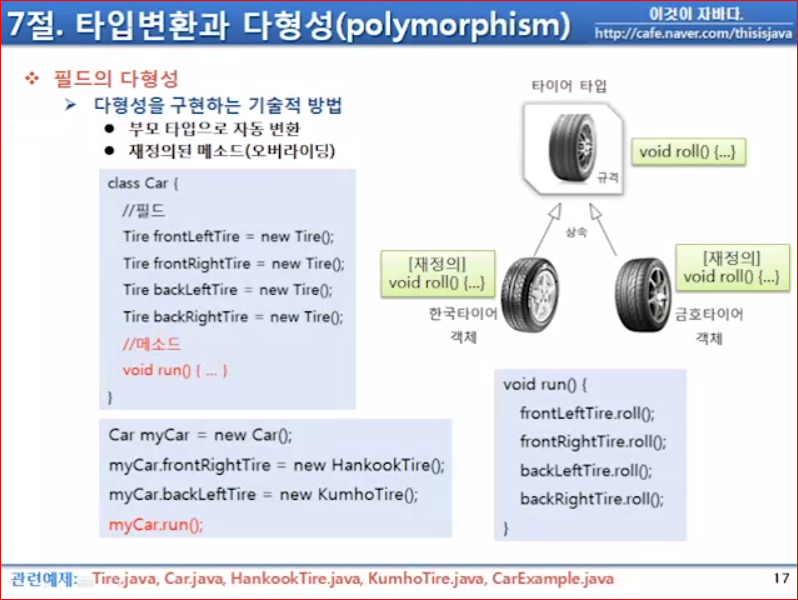 7절. 타입변환과 다형성(polymorphism)
이것이 자바다.
http://cafe.naver.com/thisisjava
필드의 다형성
다형성을 구현하는 기술적 방법
부모 타입으로 자동 변환
재정의된 메소드(오버라이딩)
class Car {
//필드
Tire frontLeftTire = new Tire();
Tire frontRightTire = new Tire();
Tire backLeftTire = new Tire();
Tire backRightTire = new Tire();
//메소드
void run() { ... }
}
Car myCar = new Car();
myCar.frontRightTire = new HankookTire();
myCar.backLeftTire = new KumhoTire();
myCar.run();
타이어 타입
규격
void roll() {...}
상속
[재정의]
void roll() {...}
한국타이어
객체
[재정의]
void roll() {...}
금호타이어
객체
void run() {
frontLeftTire.roll();
frontRightTire.roll();
backLeftTire.roll();
backRightTire.roll();
}
관련예제: Tire.java, Car.java, HankookTire.java, KumhoTire.java, CarExample.java
17